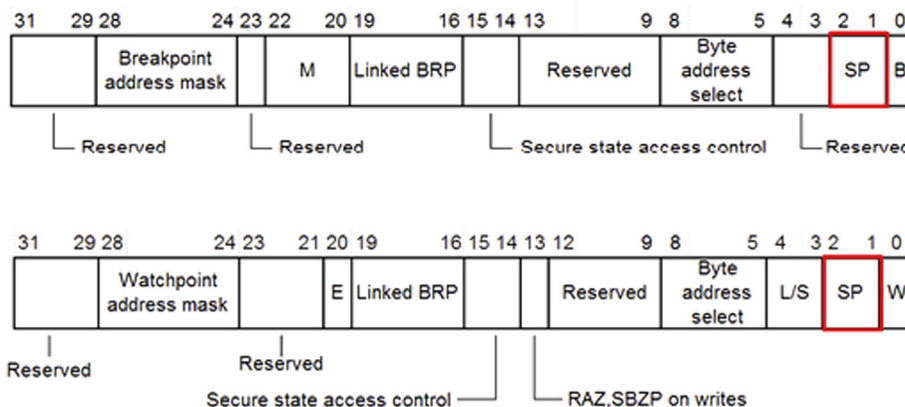 31 29 28 24 23 22 20 19 16 15 14 13 9 8 5 4 3 2 1 0
Breakpoint
address mask
M
Linked BRP
Reserved
Byte
address
select
SP
B
Reserved
Reserved
Secure state access control
Reserved
31 29 28 24 23 21 20 19 16 15 14 13 12 9 8 5 4 3 2 1 0
Watchpoint
address mask
E
Linked BRP
Reserved
Byte
address
select
L/S
SP
W
Reserved
Reserved
Secure state access control
RAZ,SBZP on writes